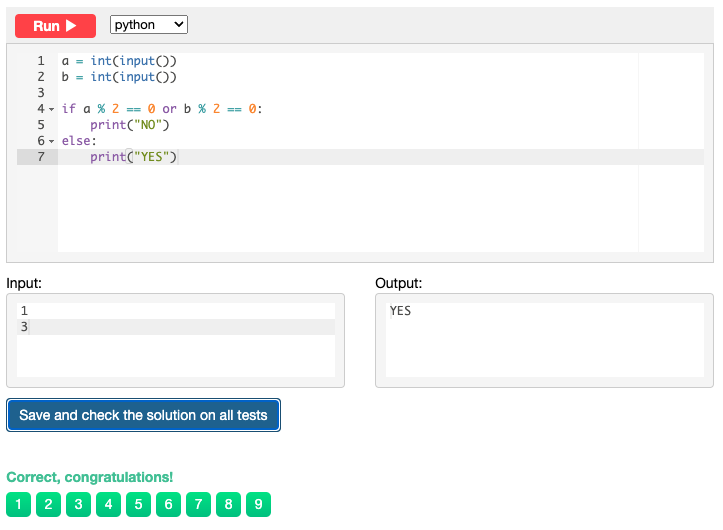 Run
python
1 a = int(input())
2 b = int(input())
3
4 if a % 2 == 0 or b % 2 == 0:
5     print("NO")
6 else:
7     print("YES")
Input:
Output:
1
3
YES
Save and check the solution on all tests
Correct, congratulations!
1 2 3 4 5 6 7 8 9